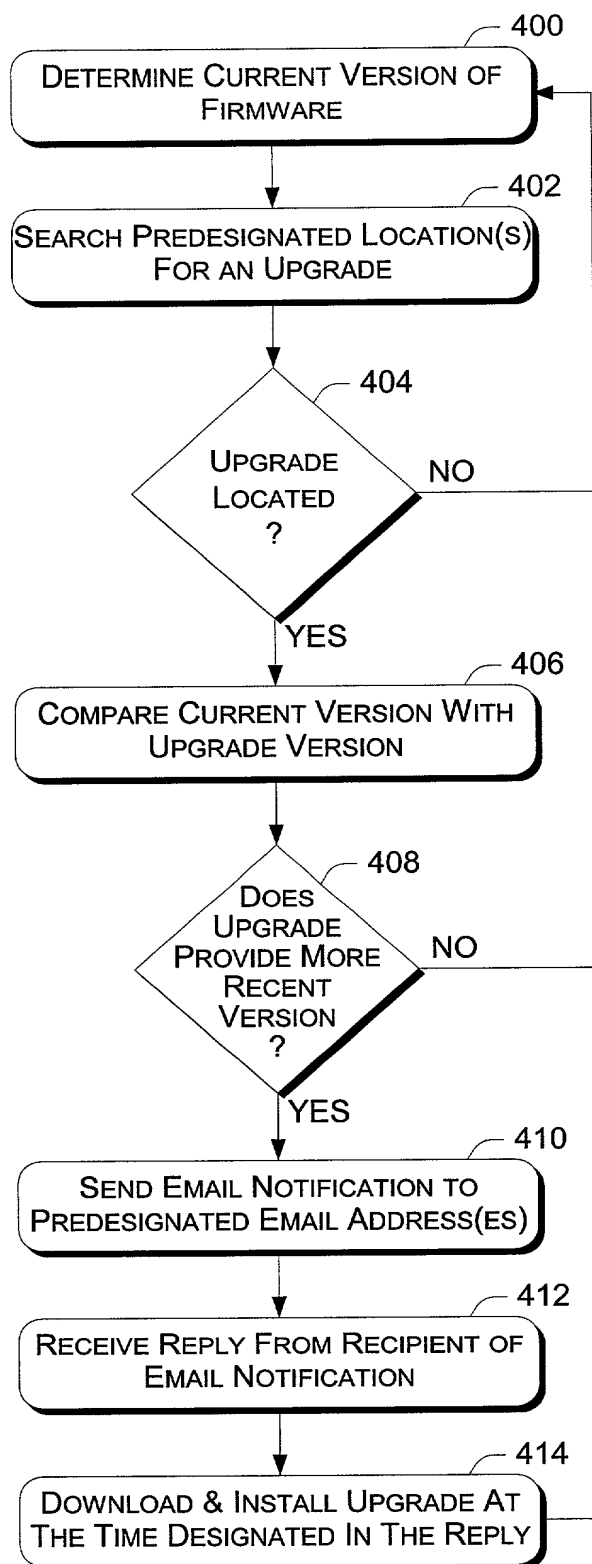 400
DETERMINE CURRENT VERSION OF
FIRMWARE
402
SEARCH PREDESIGNATED LOCATION(S)
FOR AN UPGRADE
404
UPGRADE
LOCATED
?
NO
YES
406
COMPARE CURRENT VERSION WITH
UPGRADE VERSION
408
DOES
UPGRADE
PROVIDE MORE
RECENT
VERSION
?
NO
YES
410
SEND EMAIL NOTIFICATION TO
PREDESIGNATED EMAIL ADDRESS(ES)
412
RECEIVE REPLY FROM RECIPIENT OF
EMAIL NOTIFICATION
414
DOWNLOAD & INSTALL UPGRADE AT
THE TIME DESIGNATED IN THE REPLY